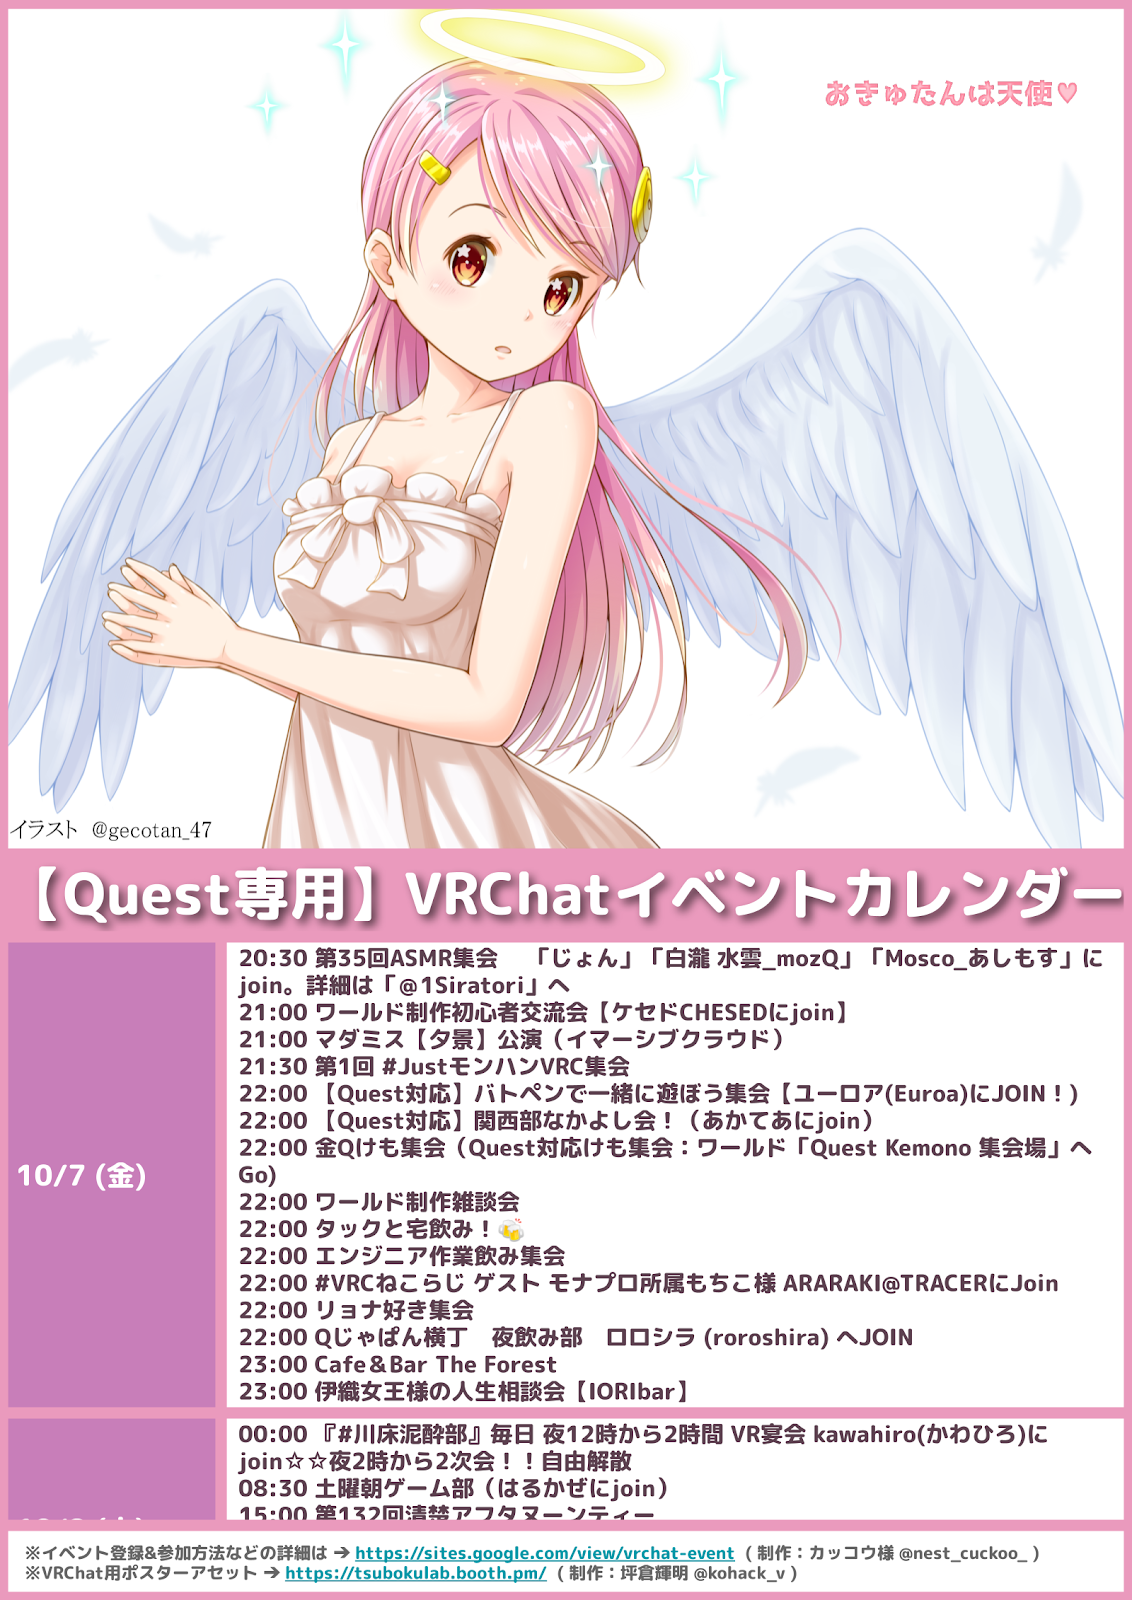 おきゅたんは天使♥
イラスト @gecotan_47
【Quest専用】VRChatイベントカレンダー
10/7 (金)
20:30 第35回ASMR集会　「じょん」「白瀧 水雲_mozQ」「Mosco_あしもす」に
join。詳細は「@1Siratori」へ
21:00 ワールド制作初心者交流会【ケセドCHESEDにjoin】
21:00 マダミス【夕景】公演（イマーシブクラウド）
21:30 第1回 #JustモンハンVRC集会
22:00 【Quest対応】バトペンで一緒に遊ぼう集会【ユーロア(Euroa)にJOIN！)
22:00 【Quest対応】関西部なかよし会！（あかてあにjoin）
22:00 金Qけも集会（Quest対応けも集会：ワールド「Quest Kemono 集会場」へ
Go)
22:00 ワールド制作雑談会
22:00 タックと宅飲み！🍻
22:00 エンジニア作業飲み集会
22:00 #VRCねこらじ ゲスト モナプロ所属もちこ様 ARARAKI@TRACERにJoin
22:00 リョナ好き集会
22:00 Qじゃぱん横丁　夜飲み部　ロロシラ (roroshira) へJOIN
23:00 Cafe＆Bar The Forest
23:00 伊織女王様の人生相談会【IORIbar】
00:00 『#川床泥酔部』毎日 夜12時から2時間 VR宴会 kawahiro(かわひろ)に
join☆☆夜2時から2次会！！自由解散
08:30 土曜朝ゲーム部（はるかぜにjoin）
15:00 第132回清楚アフタヌーンティー
※イベント登録&参加方法などの詳細は ➔ https://sites.google.com/view/vrchat-event ( 制作：カッコウ様 @nest_cuckoo_ )
※VRChat用ポスターアセット ➔ https://tsubokulab.booth.pm/ ( 制作：坪倉輝明 @kohack_v )